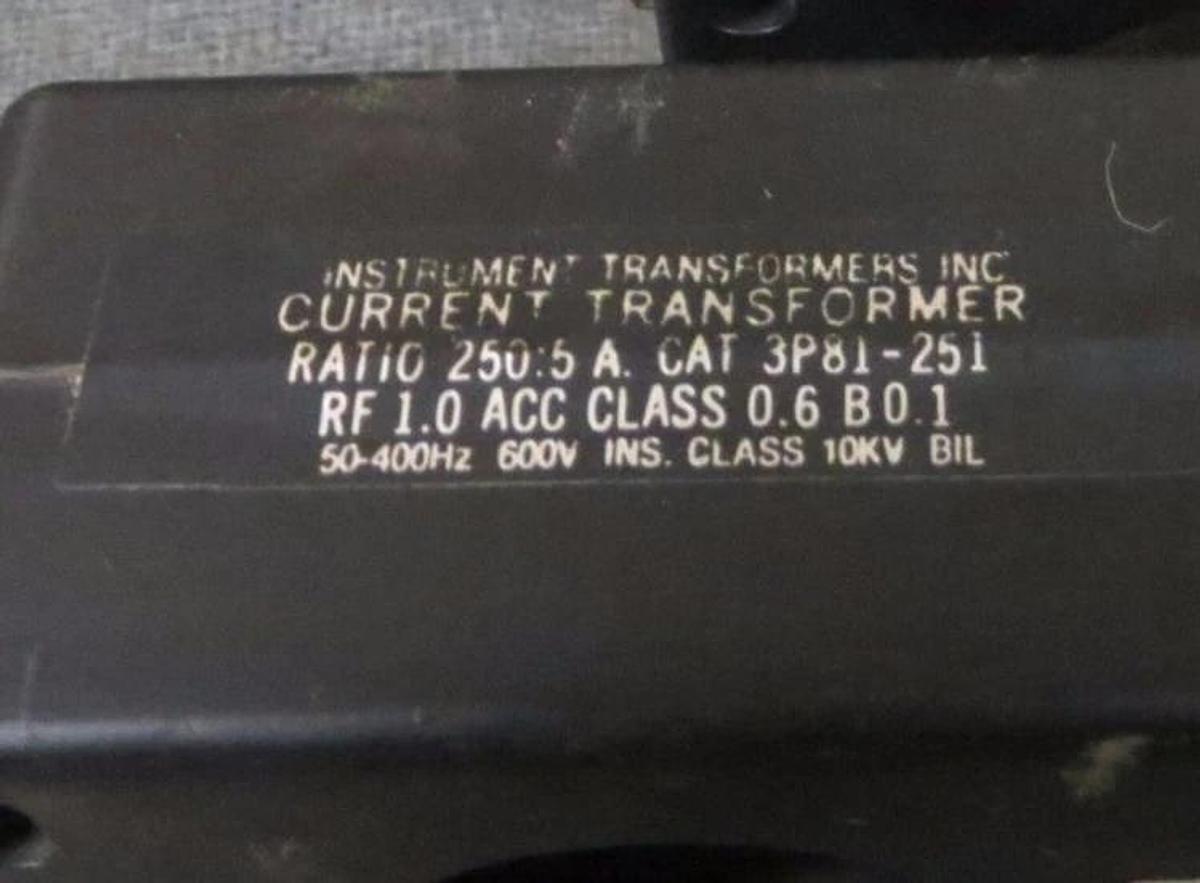 INSTRUMENT TRANSFORMERS INC.
CURRENT TRANSFORMER
RATIO 250:5 A. CAT 3P81-251
RF 1.0 ACC CLASS 0.6 B0.1
50-400Hz 600V INS. CLASS 10KV BIL